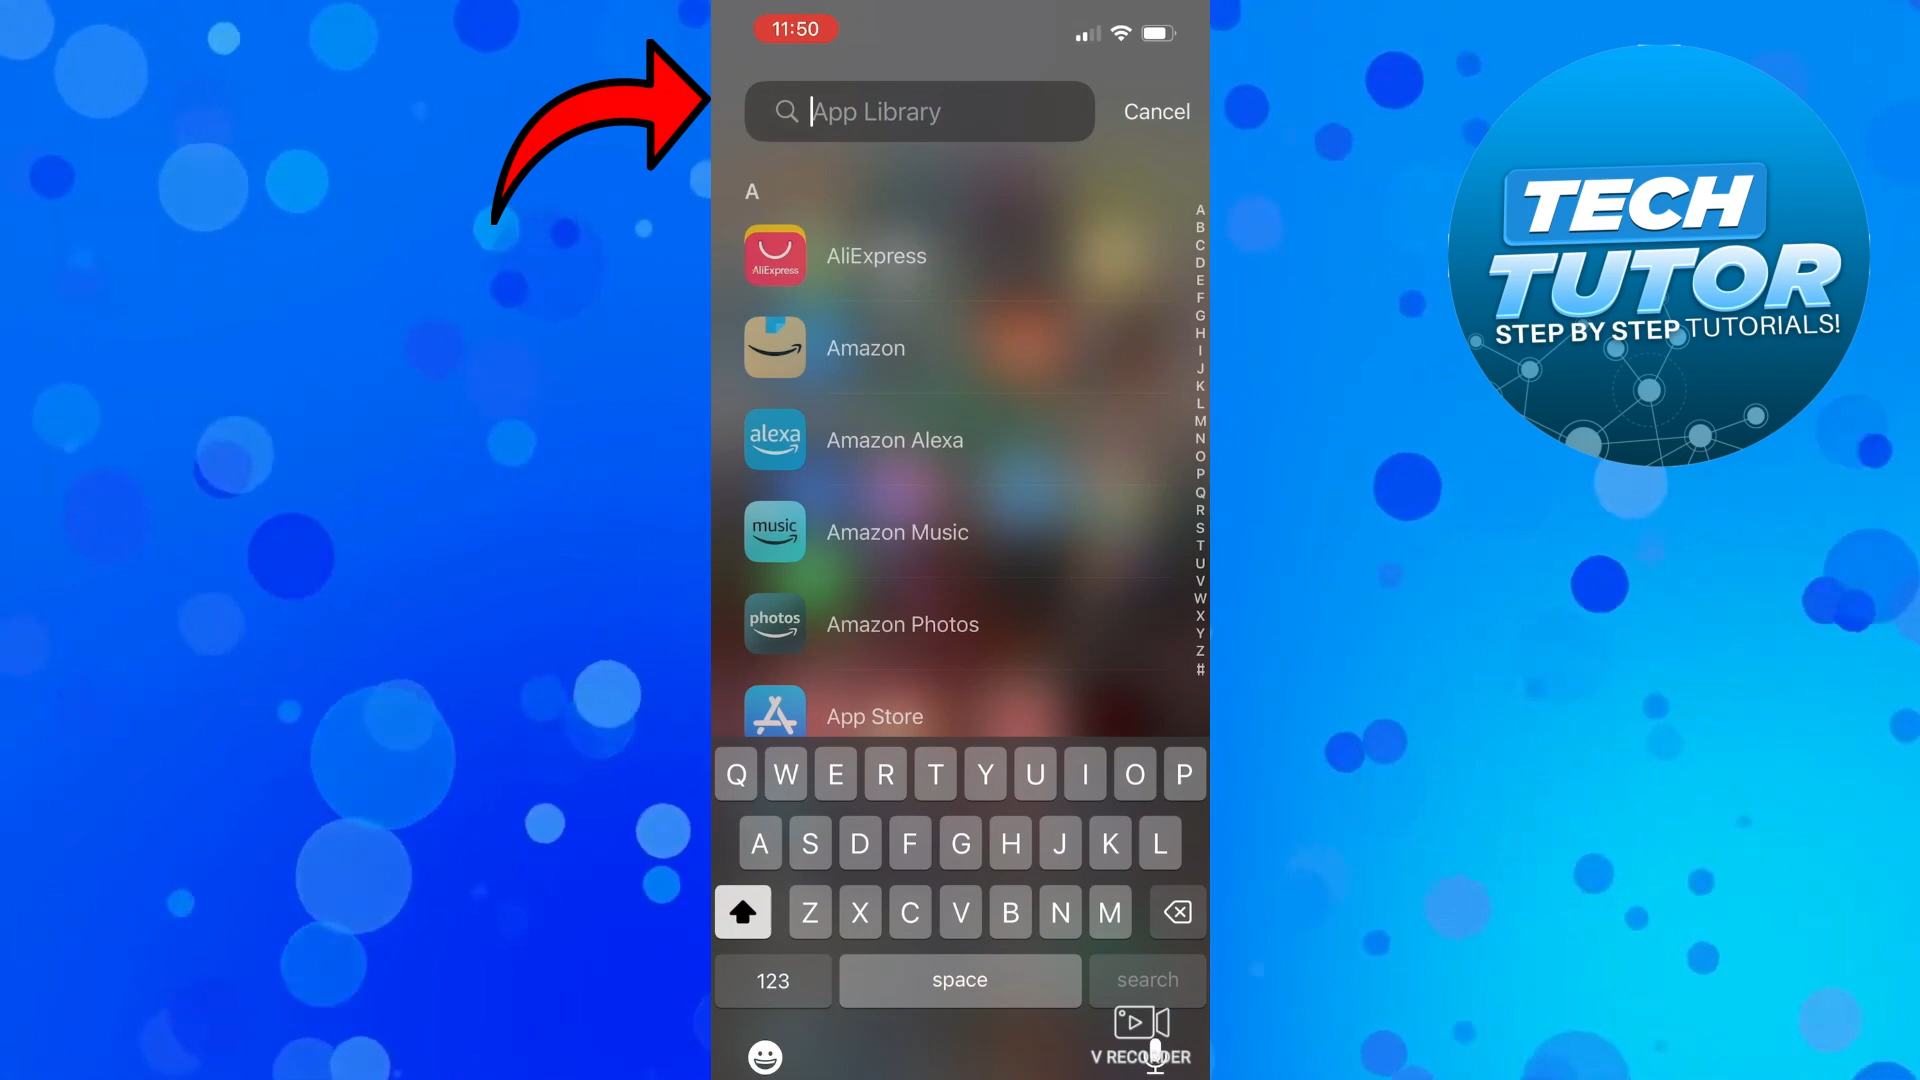 11:50
App Library
Cancel
A
AliExpress
AliExpress
Amazon
alexa
Amazon Alexa
music
Amazon Music
photos
Amazon Photos
App Store
A
B
C
D
E
F
G
H
I
J
K
L
M
N
O
P
Q
R
S
T
U
V
W
X
Y
Z
#
Q W E R T Y U I O P
A S D F G H J K L
Z X C V B N M
123 space search
V RECORDER
TECH
TUTOR
STEP BY STEP TUTORIALS!